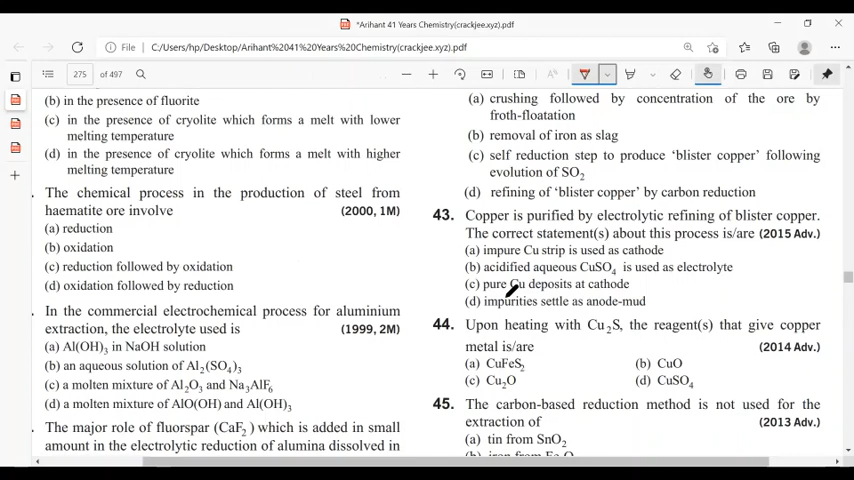 *Arihant 41 Years Chemistry(crackjee.xyz).pdf
File C:/Users/hp/Desktop/Arihant%2041%20Years%20Chemistry(crackjee.xyz).pdf
275 of 497
(b) in the presence of fluorite
(c) in the presence of cryolite which forms a melt with lower
melting temperature
(d) in the presence of cryolite which forms a melt with higher
melting temperature
. The chemical process in the production of steel from
haematite ore involve (2000, 1M)
(a) reduction
(b) oxidation
(c) reduction followed by oxidation
(d) oxidation followed by reduction
. In the commercial electrochemical process for aluminium
extraction, the electrolyte used is (1999, 2M)
(a) Al(OH)3 in NaOH solution
(b) an aqueous solution of Al2(SO4)3
(c) a molten mixture of Al2O3 and Na3AlF6
(d) a molten mixture of AlO(OH) and Al(OH)3
. The major role of fluorspar (CaF2) which is added in small
amount in the electrolytic reduction of alumina dissolved in
(a) crushing followed by concentration of the ore by
froth-floatation
(b) removal of iron as slag
(c) self reduction step to produce ‘blister copper’ following
evolution of SO2
(d) refining of ‘blister copper’ by carbon reduction
43. Copper is purified by electrolytic refining of blister copper.
The correct statement(s) about this process is/are (2015 Adv.)
(a) impure Cu strip is used as cathode
(b) acidified aqueous CuSO4 is used as electrolyte
(c) pure Cu deposits at cathode
(d) impurities settle as anode-mud
44. Upon heating with Cu2S, the reagent(s) that give copper
metal is/are (2014 Adv.)
(a) CuFeS2 (b) CuO
(c) Cu2O (d) CuSO4
45. The carbon-based reduction method is not used for the
extraction of (2013 Adv.)
(a) tin from SnO2
(b) iron from Fe2O